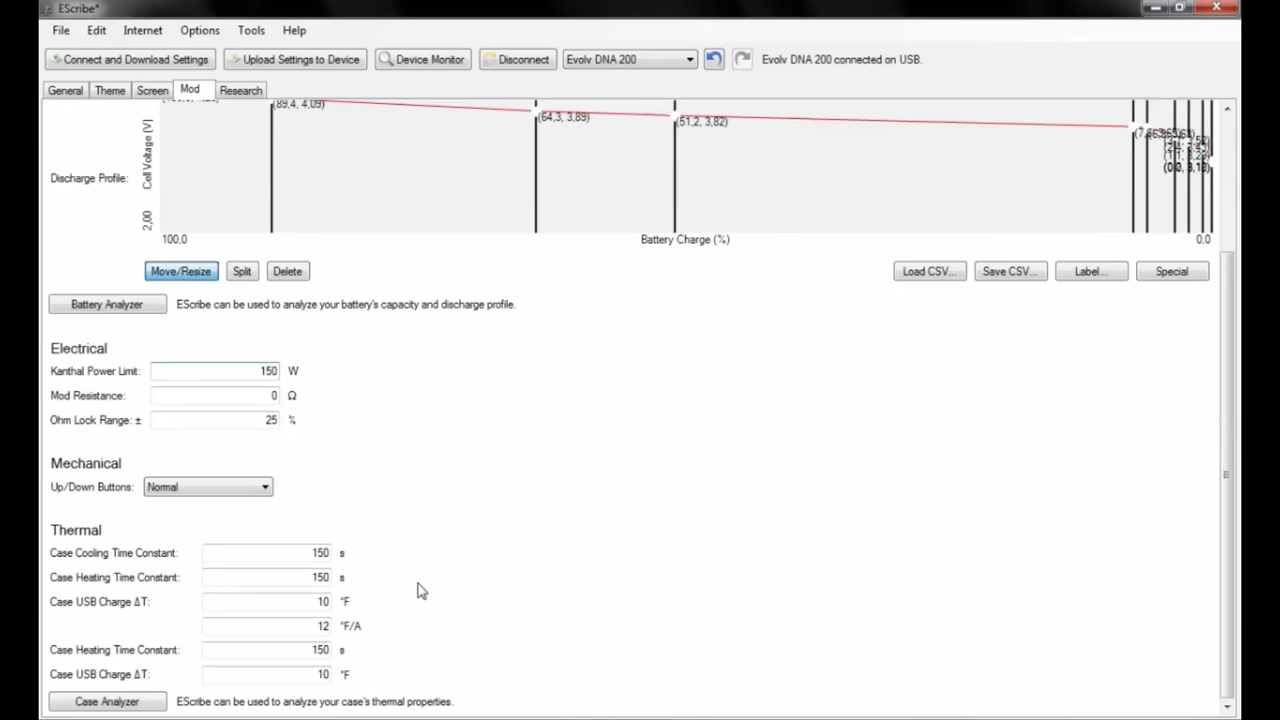 EScribe*
File Edit Internet Options Tools Help
Connect and Download Settings Upload Settings to Device Device Monitor Disconnect Evolv DNA 200 Evolv DNA 200 connected on USB.
General Theme Screen Mod Research
(89,4, 4,09)
(64,3, 3,89)
(51,2, 3,82)
Discharge Profile:
Cell Voltage (V)
2,00
100,0 Battery Charge (%) 0,0
Move/Resize Split Delete Load CSV... Save CSV... Label... Special
Battery Analyzer EScribe can be used to analyze your battery's capacity and discharge profile.
Electrical
Kanthal Power Limit: 150 W
Mod Resistance: 0 Ω
Ohm Lock Range: ± 25 %
Mechanical
Up/Down Buttons: Normal
Thermal
Case Cooling Time Constant: 150 s
Case Heating Time Constant: 150 s
Case USB Charge ΔT: 10 °F
12 °F/A
Case Heating Time Constant: 150 s
Case USB Charge ΔT: 10 °F
Case Analyzer EScribe can be used to analyze your case's thermal properties.